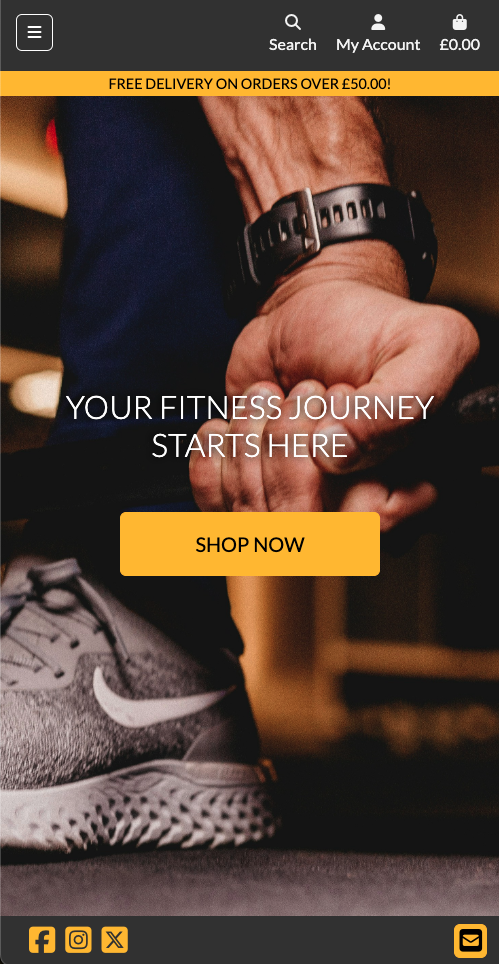 Search
My Account
£0.00
FREE DELIVERY ON ORDERS OVER £50.00!
YOUR FITNESS JOURNEY
STARTS HERE
SHOP NOW